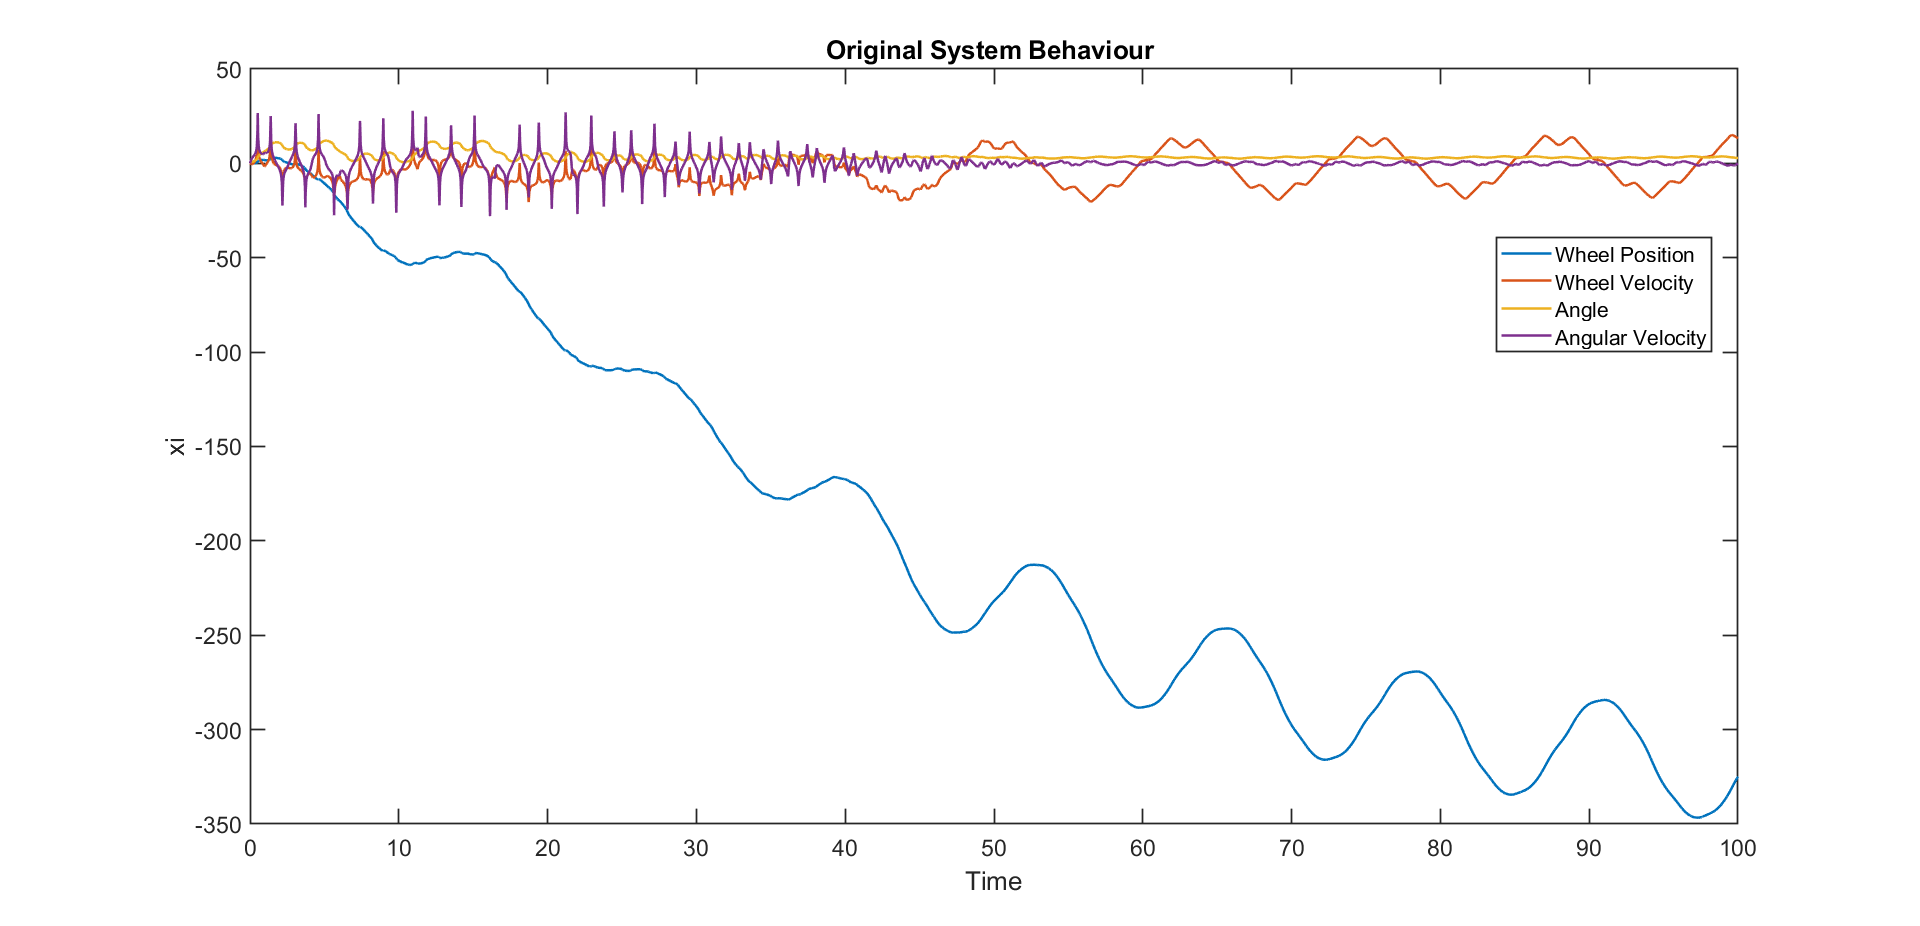 Original System Behaviour
50
0
-50
-100
-150
-200
-250
-300
-350
xi
Wheel Position
Wheel Velocity
Angle
Angular Velocity
0 10 20 30 40 50 60 70 80 90 100
Time